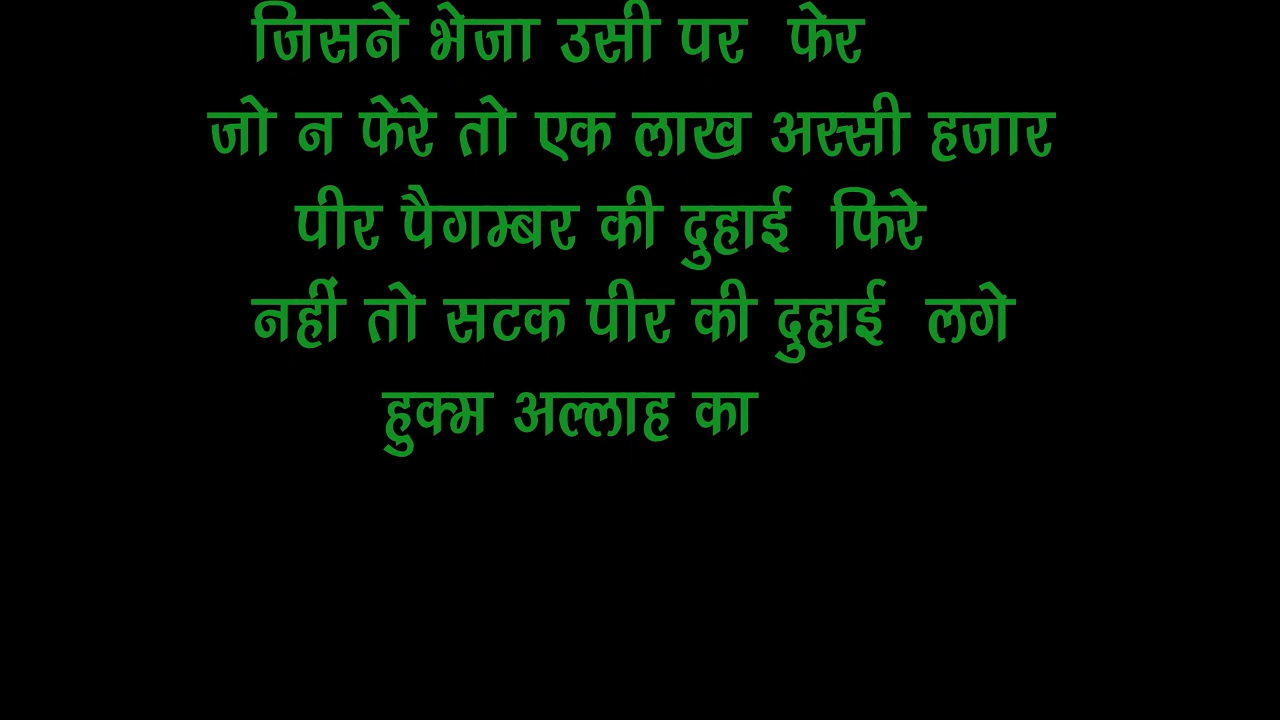 जिसने भेजा उसी पर फेर
जो न फेरे तो एक लाख अस्सी हजार
पीर पैगम्बर की दुहाई फिरे
नहीं तो सटक पीर की दुहाई लगे
हुक्म अल्लाह का